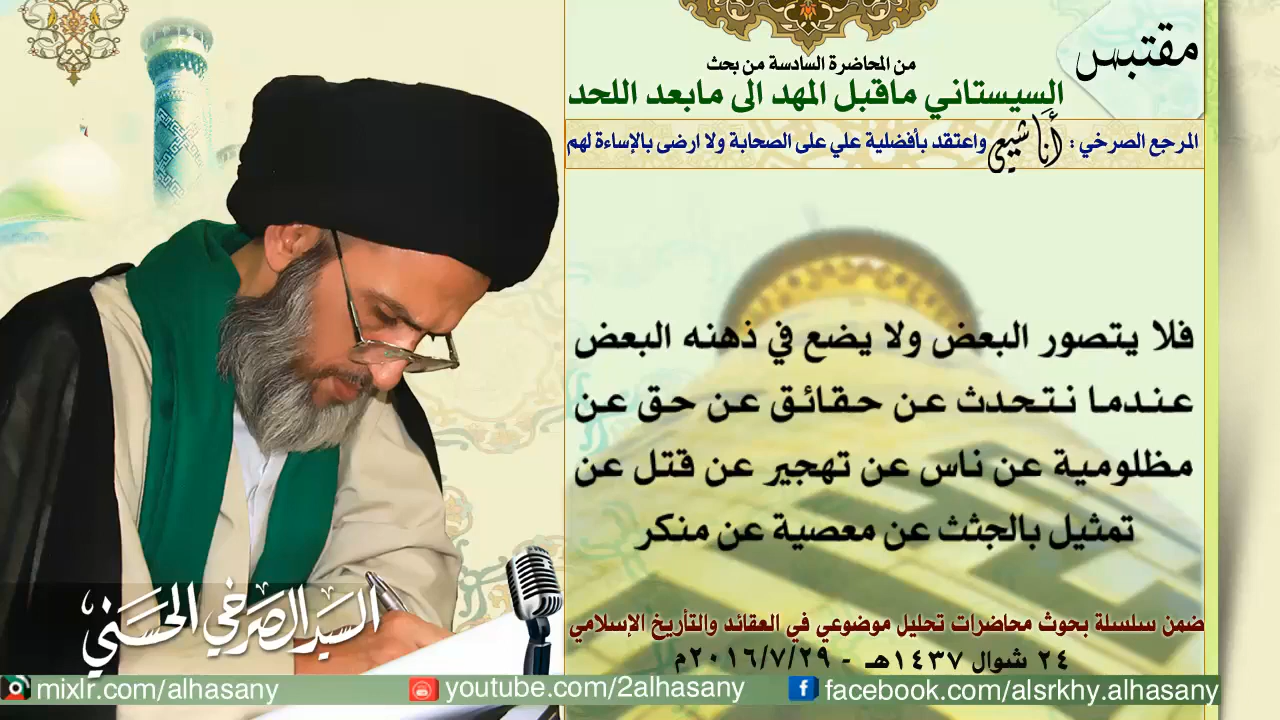 مقتبس
من المحاضرة السادسة من بحث
السيستاني ماقبل المهد الى مابعد اللحد
المرجع الصرخي : أنا شيعي واعتقد بأفضلية علي على الصحابة ولا ارضى بالإساءة لهم
فلا يتصور البعض ولا يضع في ذهنه البعض
عندما نتحدث عن حقائق عن حق عن
مظلومية عن ناس عن تهجير عن قتل عن
تمثيل بالجثث عن معصية عن منكر
ضمن سلسلة بحوث محاضرات تحليل موضوعي في العقائد والتأريخ الإسلامي
٢٤ شوال ١٤٣٧هـ - ٢٠١٦/٧/٢٩م
السيد الصرخي الحسني
mixlr.com/alhasany
youtube.com/2alhasany
facebook.com/alsrkhy.alhasany